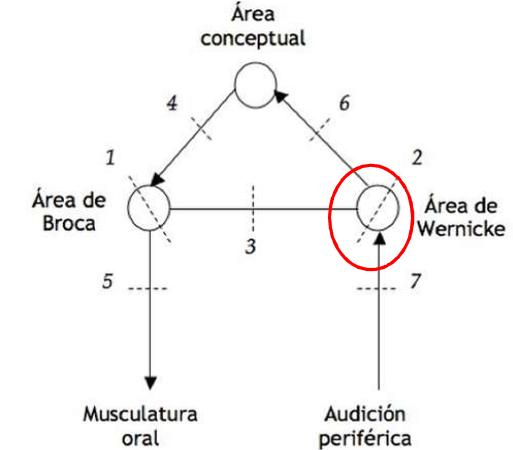 Área
conceptual
4
6
1
2
Área de
Broca
Área de
Wernicke
3
5
7
Musculatura
oral
Audición
periférica